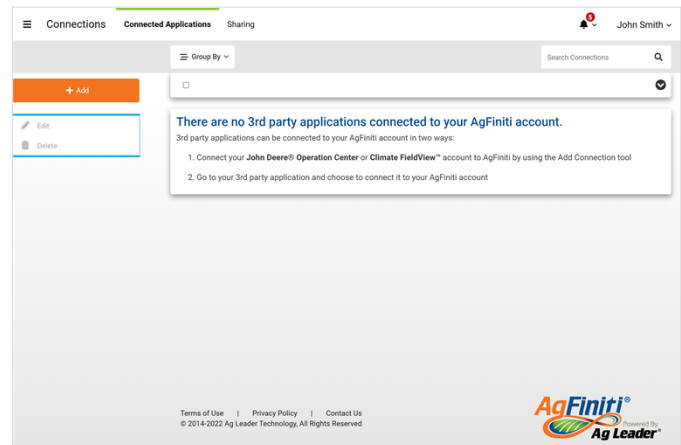 Connections
Connected Applications
Sharing
5
John Smith
Group By
Search Connections
+ Add
Edit
Delete
There are no 3rd party applications connected to your AgFiniti account.
3rd party applications can be connected to your AgFiniti account in two ways:
1. Connect your John Deere® Operation Center or Climate FieldView™ account to AgFiniti by using the Add Connection tool
2. Go to your 3rd party application and choose to connect it to your AgFiniti account
Terms of Use | Privacy Policy | Contact Us
© 2014-2022 Ag Leader Technology, All Rights Reserved
AgFiniti®
Powered By
Ag Leader®